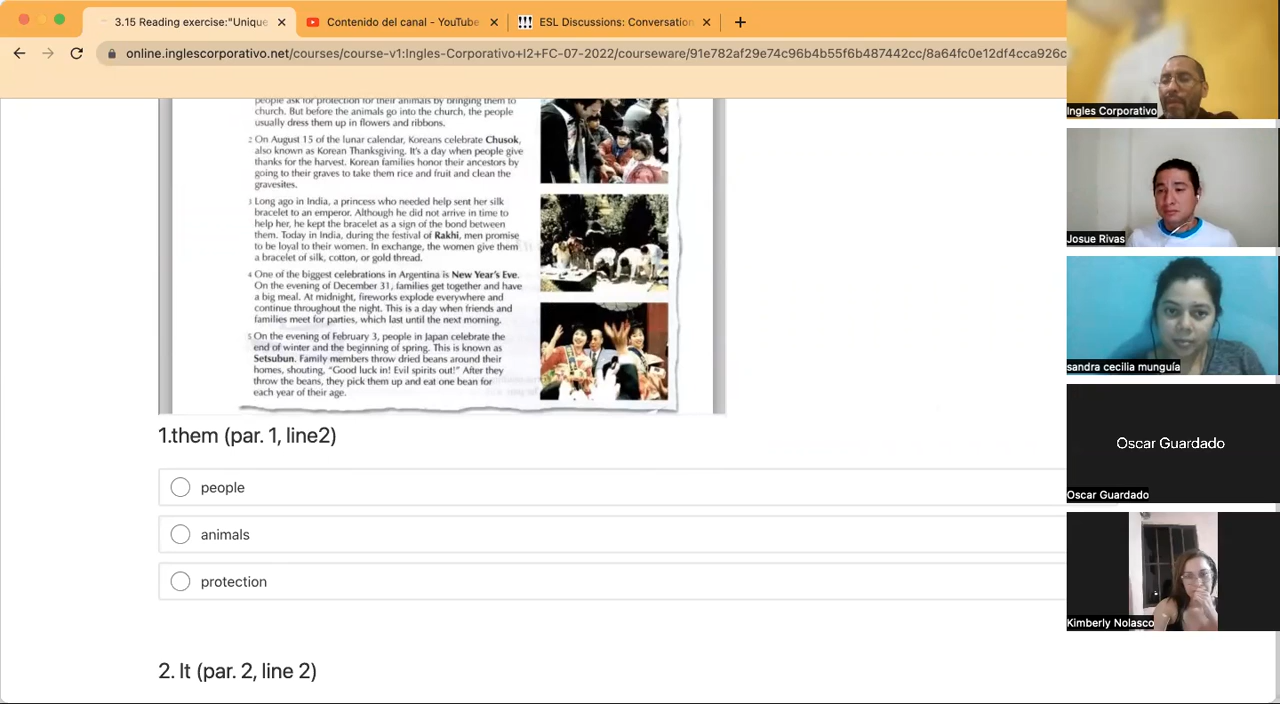 3.15 Reading exercise:"Unique
Contenido del canal - YouTube
ESL Discussions: Conversation
online.inglescorporativo.net/courses/course-v1:Ingles-Corporativo+I2+FC-07-2022/courseware/91e782af29e74c96b4b55f6b487442cc/8a64fc0e12df4cca926c
people ask for protection for their animals by bringing them to
church. But before the animals go into the church, the people
usually dress them up in flowers and ribbons.
2 On August 15 of the lunar calendar, Koreans celebrate Chusok,
also known as Korean Thanksgiving. It's a day when people give
thanks for the harvest. Korean families honor their ancestors by
going to their graves to take them rice and fruit and clean the
gravesites.
3 Long ago in India, a princess who needed help sent her silk
bracelet to an emperor. Although he did not arrive in time to
help her, he kept the bracelet as a sign of the bond between
them. Today in India, during the festival of Rakhi, men promise
to be loyal to their women. In exchange, the women give them
a bracelet of silk, cotton, or gold thread.
4 One of the biggest celebrations in Argentina is New Year's Eve.
On the evening of December 31, families get together and have
a big meal. At midnight, fireworks explode everywhere and
continue throughout the night. This is a day when friends and
families meet for parties, which last until the next morning.
5 On the evening of February 3, people in Japan celebrate the
end of winter and the beginning of spring. This is known as
Setsubun. Family members throw dried beans around their
homes, shouting, "Good luck in! Evil spirits out!" After they
throw the beans, they pick them up and eat one bean for
each year of their age.
1.them (par. 1, line2)
people
animals
protection
2. It (par. 2, line 2)
Ingles Corporativo
Josue Rivas
sandra cecilia munguía
Oscar Guardado
Oscar Guardado
Kimberly Nolasco